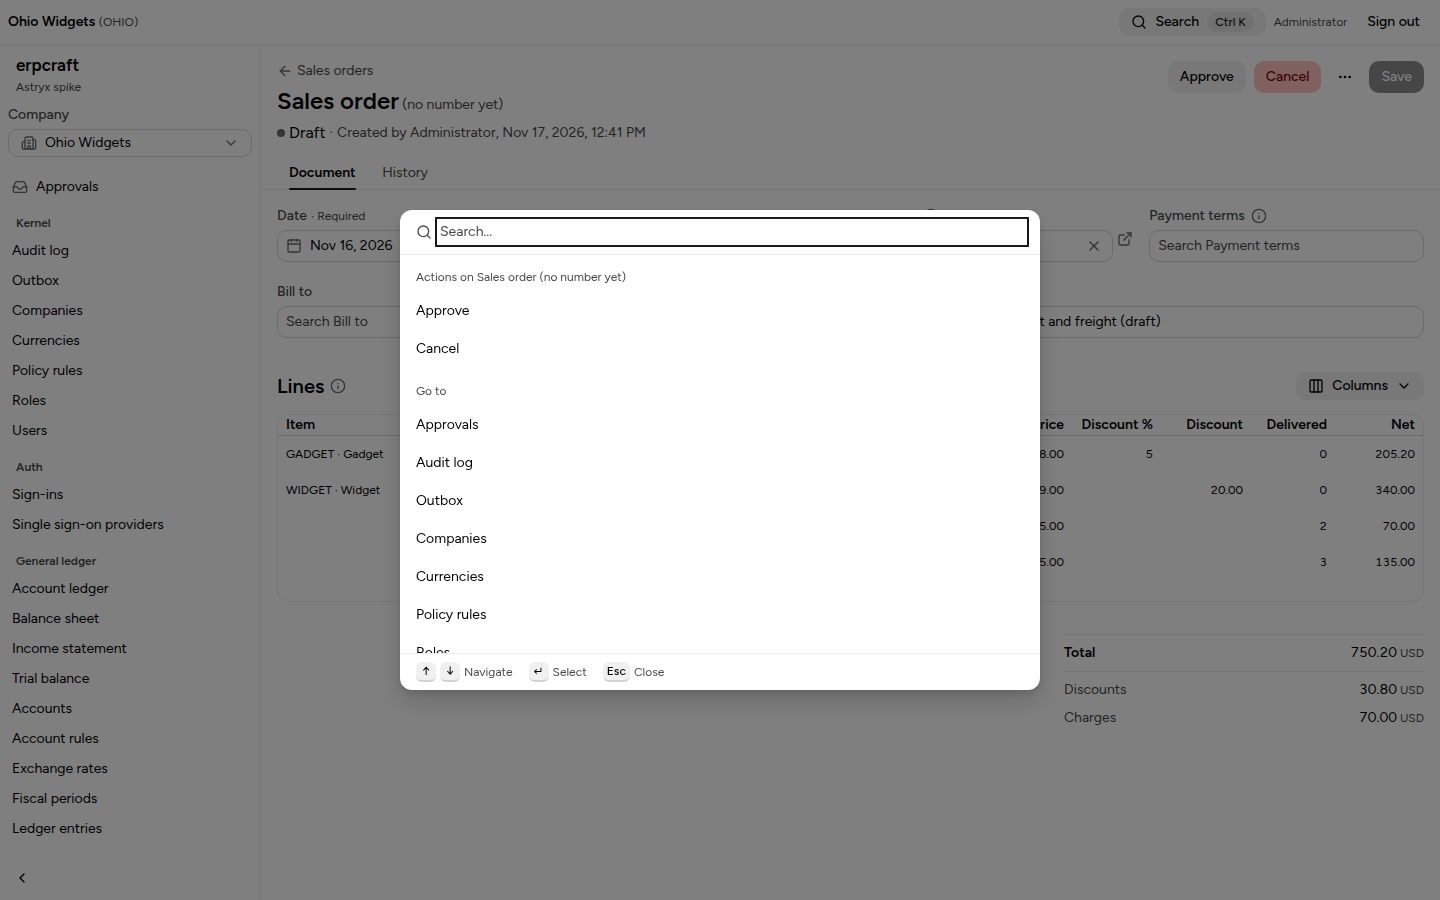 Ohio Widgets (OHIO)
Search Ctrl K Administrator Sign out
erpcraft
Astryx spike
Company
Ohio Widgets
Approvals
Kernel
Audit log
Outbox
Companies
Currencies
Policy rules
Roles
Users
Auth
Sign-ins
Single sign-on providers
General ledger
Account ledger
Balance sheet
Income statement
Trial balance
Accounts
Account rules
Exchange rates
Fiscal periods
Ledger entries
Sales orders
Sales order (no number yet)
Draft · Created by Administrator, Nov 17, 2026, 12:41 PM
Approve Cancel Save
Document History
Date · Required
Nov 16, 2026
Payment terms
Search Payment terms
Bill to
Search Bill to
t and freight (draft)
Lines
Columns
Item rice Discount % Discount Delivered Net
GADGET · Gadget 8.00 5 0 205.20
WIDGET · Widget 9.00 20.00 0 340.00
5.00 2 70.00
5.00 3 135.00
Total 750.20 USD
Discounts 30.80 USD
Charges 70.00 USD
Search...
Actions on Sales order (no number yet)
Approve
Cancel
Go to
Approvals
Audit log
Outbox
Companies
Currencies
Policy rules
Roles
Navigate Select Esc Close